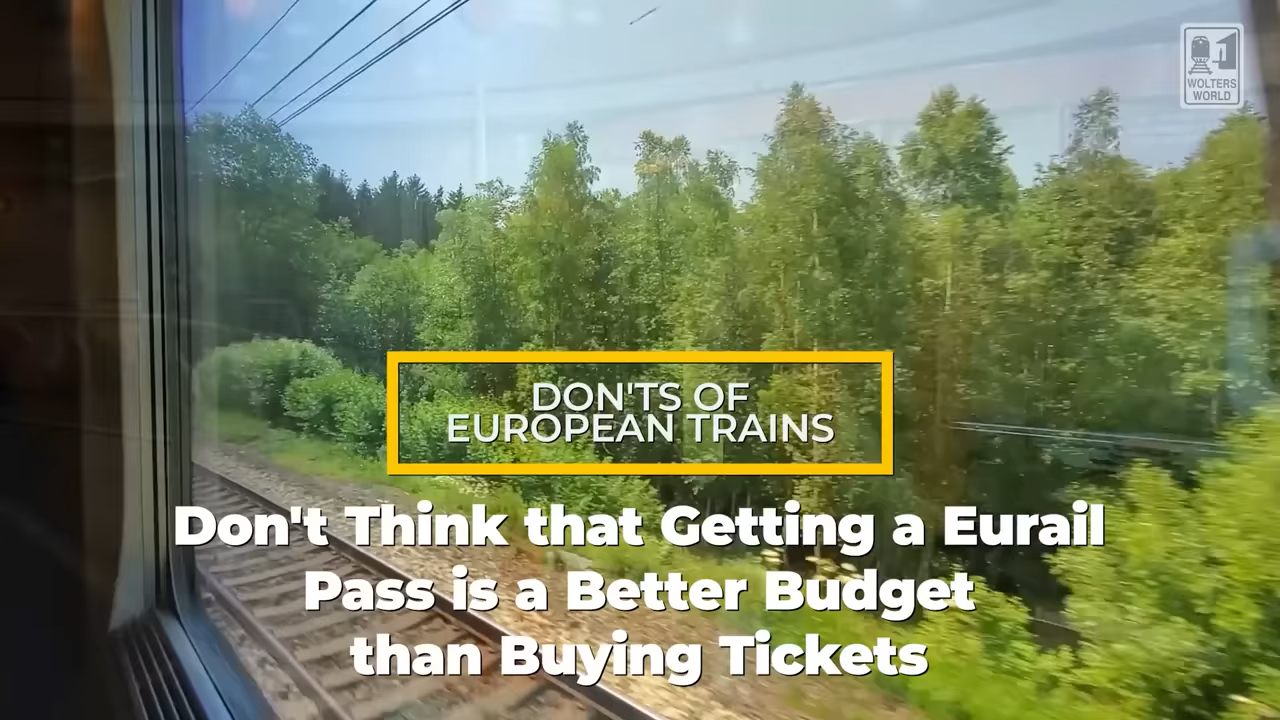 WOLTERS
WORLD
DON'TS OF
EUROPEAN TRAINS
Don't Think that Getting a Eurail
Pass is a Better Budget
than Buying Tickets